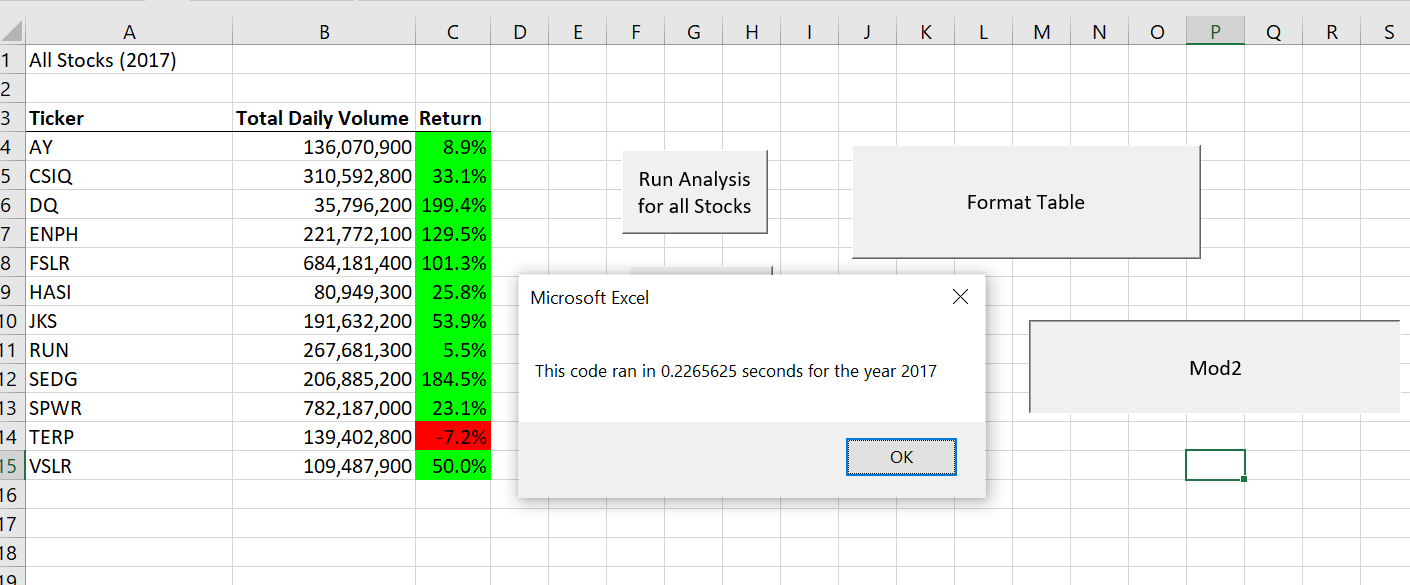 A B C D E F G H I J K L M N O P Q R S
1 All Stocks (2017)
2
3 Ticker Total Daily Volume Return
4 AY 136,070,900 8.9%
5 CSIQ 310,592,800 33.1%
6 DQ 35,796,200 199.4%
7 ENPH 221,772,100 129.5%
8 FSLR 684,181,400 101.3%
9 HASI 80,949,300 25.8%
10 JKS 191,632,200 53.9%
11 RUN 267,681,300 5.5%
12 SEDG 206,885,200 184.5%
13 SPWR 782,187,000 23.1%
14 TERP 139,402,800 -7.2%
15 VSLR 109,487,900 50.0%
16
17
18
19
Run Analysis
for all Stocks
Format Table
Microsoft Excel
This code ran in 0.2265625 seconds for the year 2017
OK
Mod2